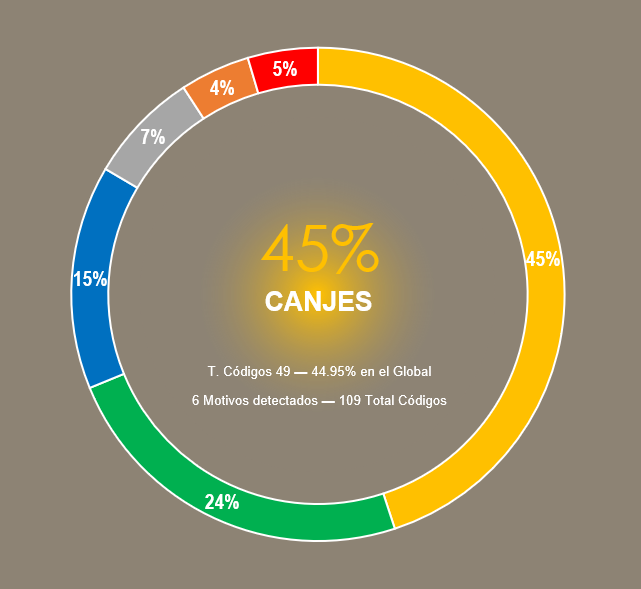 5%
4%
7%
45%
15%
24%
45%
CANJES
T. Códigos 49 — 44.95% en el Global
6 Motivos detectados — 109 Total Códigos